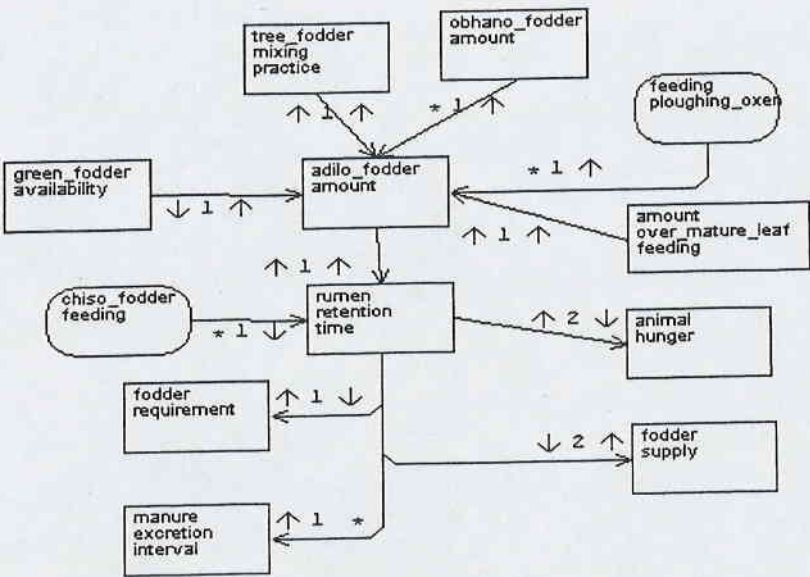 tree_fodder
mixing
practice
obhano_fodder
amount
feeding
ploughing_oxen
↑ 1 ↑
* 1 ↑
green_fodder
availability
adilo_fodder
amount
* 1 ↑
↓ 1 ↑
amount
over_mature_leaf
feeding
↑ 1 ↑
↑ 1 ↑
chiso_fodder
feeding
rumen
retention
time
* 1 ↓
↑ 2 ↓
animal
hunger
fodder
requirement
↑ 1 ↓
↓ 2 ↑
fodder
supply
manure
excretion
interval
↑ 1 *